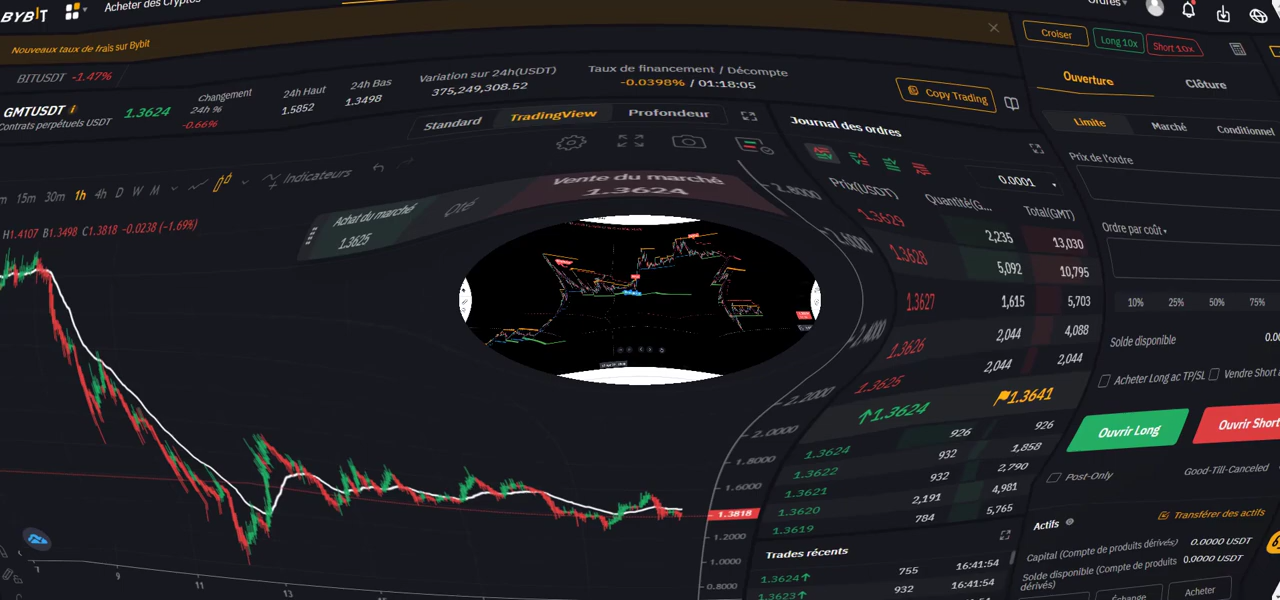 BYBIT
Acheter des Cryptos
Ordres
Nouveaux taux de frais sur Bybit
BITUSDT -1.47%
GMTUSDT
Contrats perpétuels USDT
1.3624
Changement
24h %
-0.66%
24h Haut
1.5852
24h Bas
1.3498
Variation sur 24h(USDT)
375,249,308.52
Taux de financement / Décompte
-0.0398% / 01:18:05
Copy Trading
Standard
TradingView
Profondeur
15m 30m 1h 4h D W M
Indicateurs
H1.4107 B1.3498 C1.3818 -0.0238 (-1.69%)
Achat du marché
1.3625
Qté
Vente du marché
1.3624
2.8000
2.6000
2.4000
2.2000
2.0000
1.8000
1.6000
1.3818
1.2000
1.0000
0.8000
9
11
13
Journal des ordres
0.0001
Prix(USDT) Quantité(G... Total(GMT)
1.3629 2,235 13,030
1.3628 5,092 10,795
1.3627 1,615 5,703
1.3626 2,044 4,088
1.3625 2,044 2,044
1.3624 1.3641
1.3624 926 926
1.3622 932 1,858
1.3621 932 2,790
1.3620 2,191 4,981
1.3619 784 5,765
Trades récents
1.3624 755 16:41:54
1.3623 932 16:41:54
Croiser
Long 10x
Short 10x
Ouverture
Clôture
Limite
Marché
Conditionnel
Prix de l'ordre
Ordre par coût
10% 25% 50% 75%
Solde disponible
Acheter Long ac TP/SL
Ouvrir Long
Ouvrir Short
Post-Only
Good-Till-Canceled
Actifs
Transférer des actifs
Capital (Compte de produits dérivés) 0.0000 USDT
Solde disponible (Compte de produits dérivés) 0.0000 USDT
Échange
Acheter